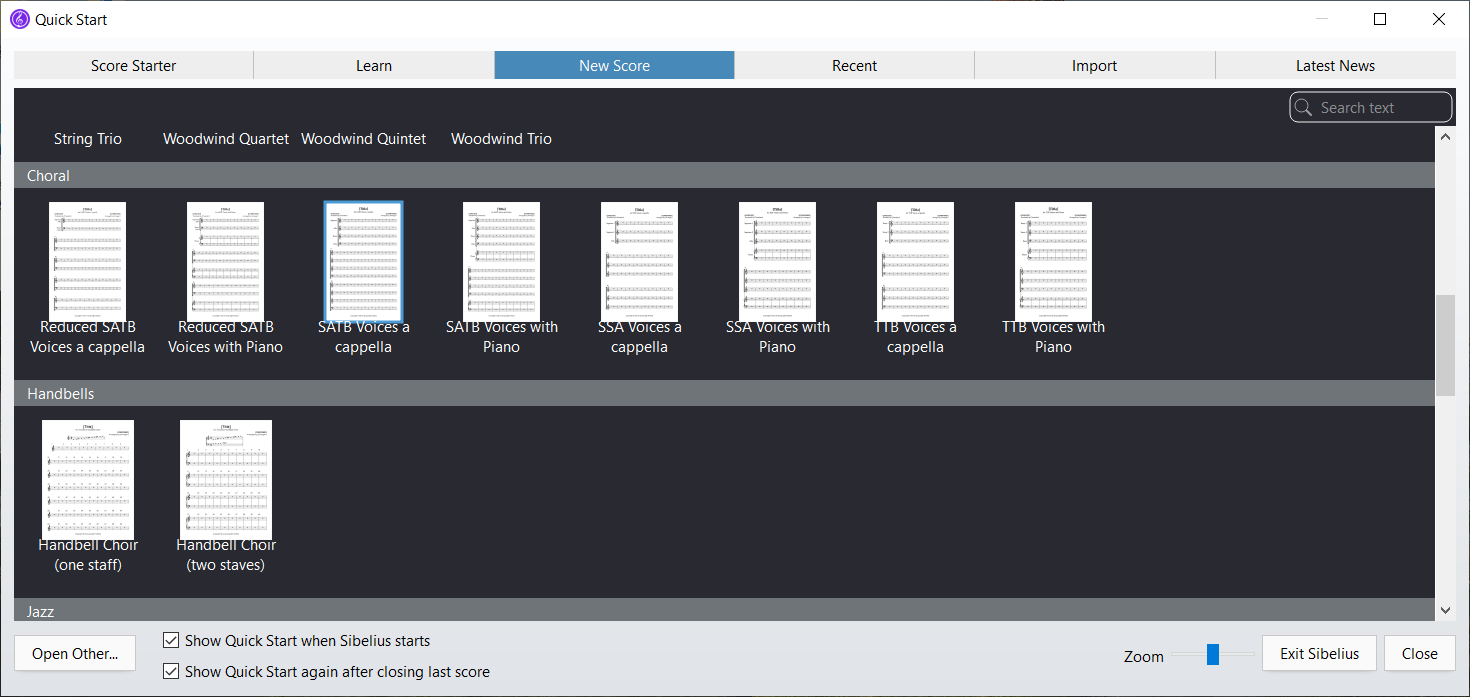 Quick Start
Score Starter
Learn
New Score
Recent
Import
Latest News
Search text
String Trio
Woodwind Quartet
Woodwind Quintet
Woodwind Trio
Choral
Reduced SATB
Voices a cappella
Reduced SATB
Voices with Piano
SATB Voices a
cappella
SATB Voices with
Piano
SSA Voices a
cappella
SSA Voices with
Piano
TTB Voices a
cappella
TTB Voices with
Piano
Handbells
Handbell Choir
(one staff)
Handbell Choir
(two staves)
Jazz
Open Other...
Show Quick Start when Sibelius starts
Show Quick Start again after closing last score
Zoom
Exit Sibelius
Close